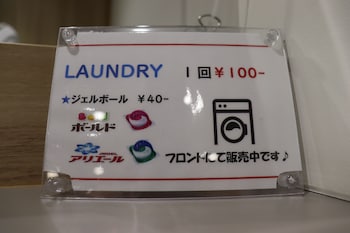 LAUNDRY 1回¥100-
★ジェルボール ¥40-
ボールド
アリエール
フロントにて販売中です♪